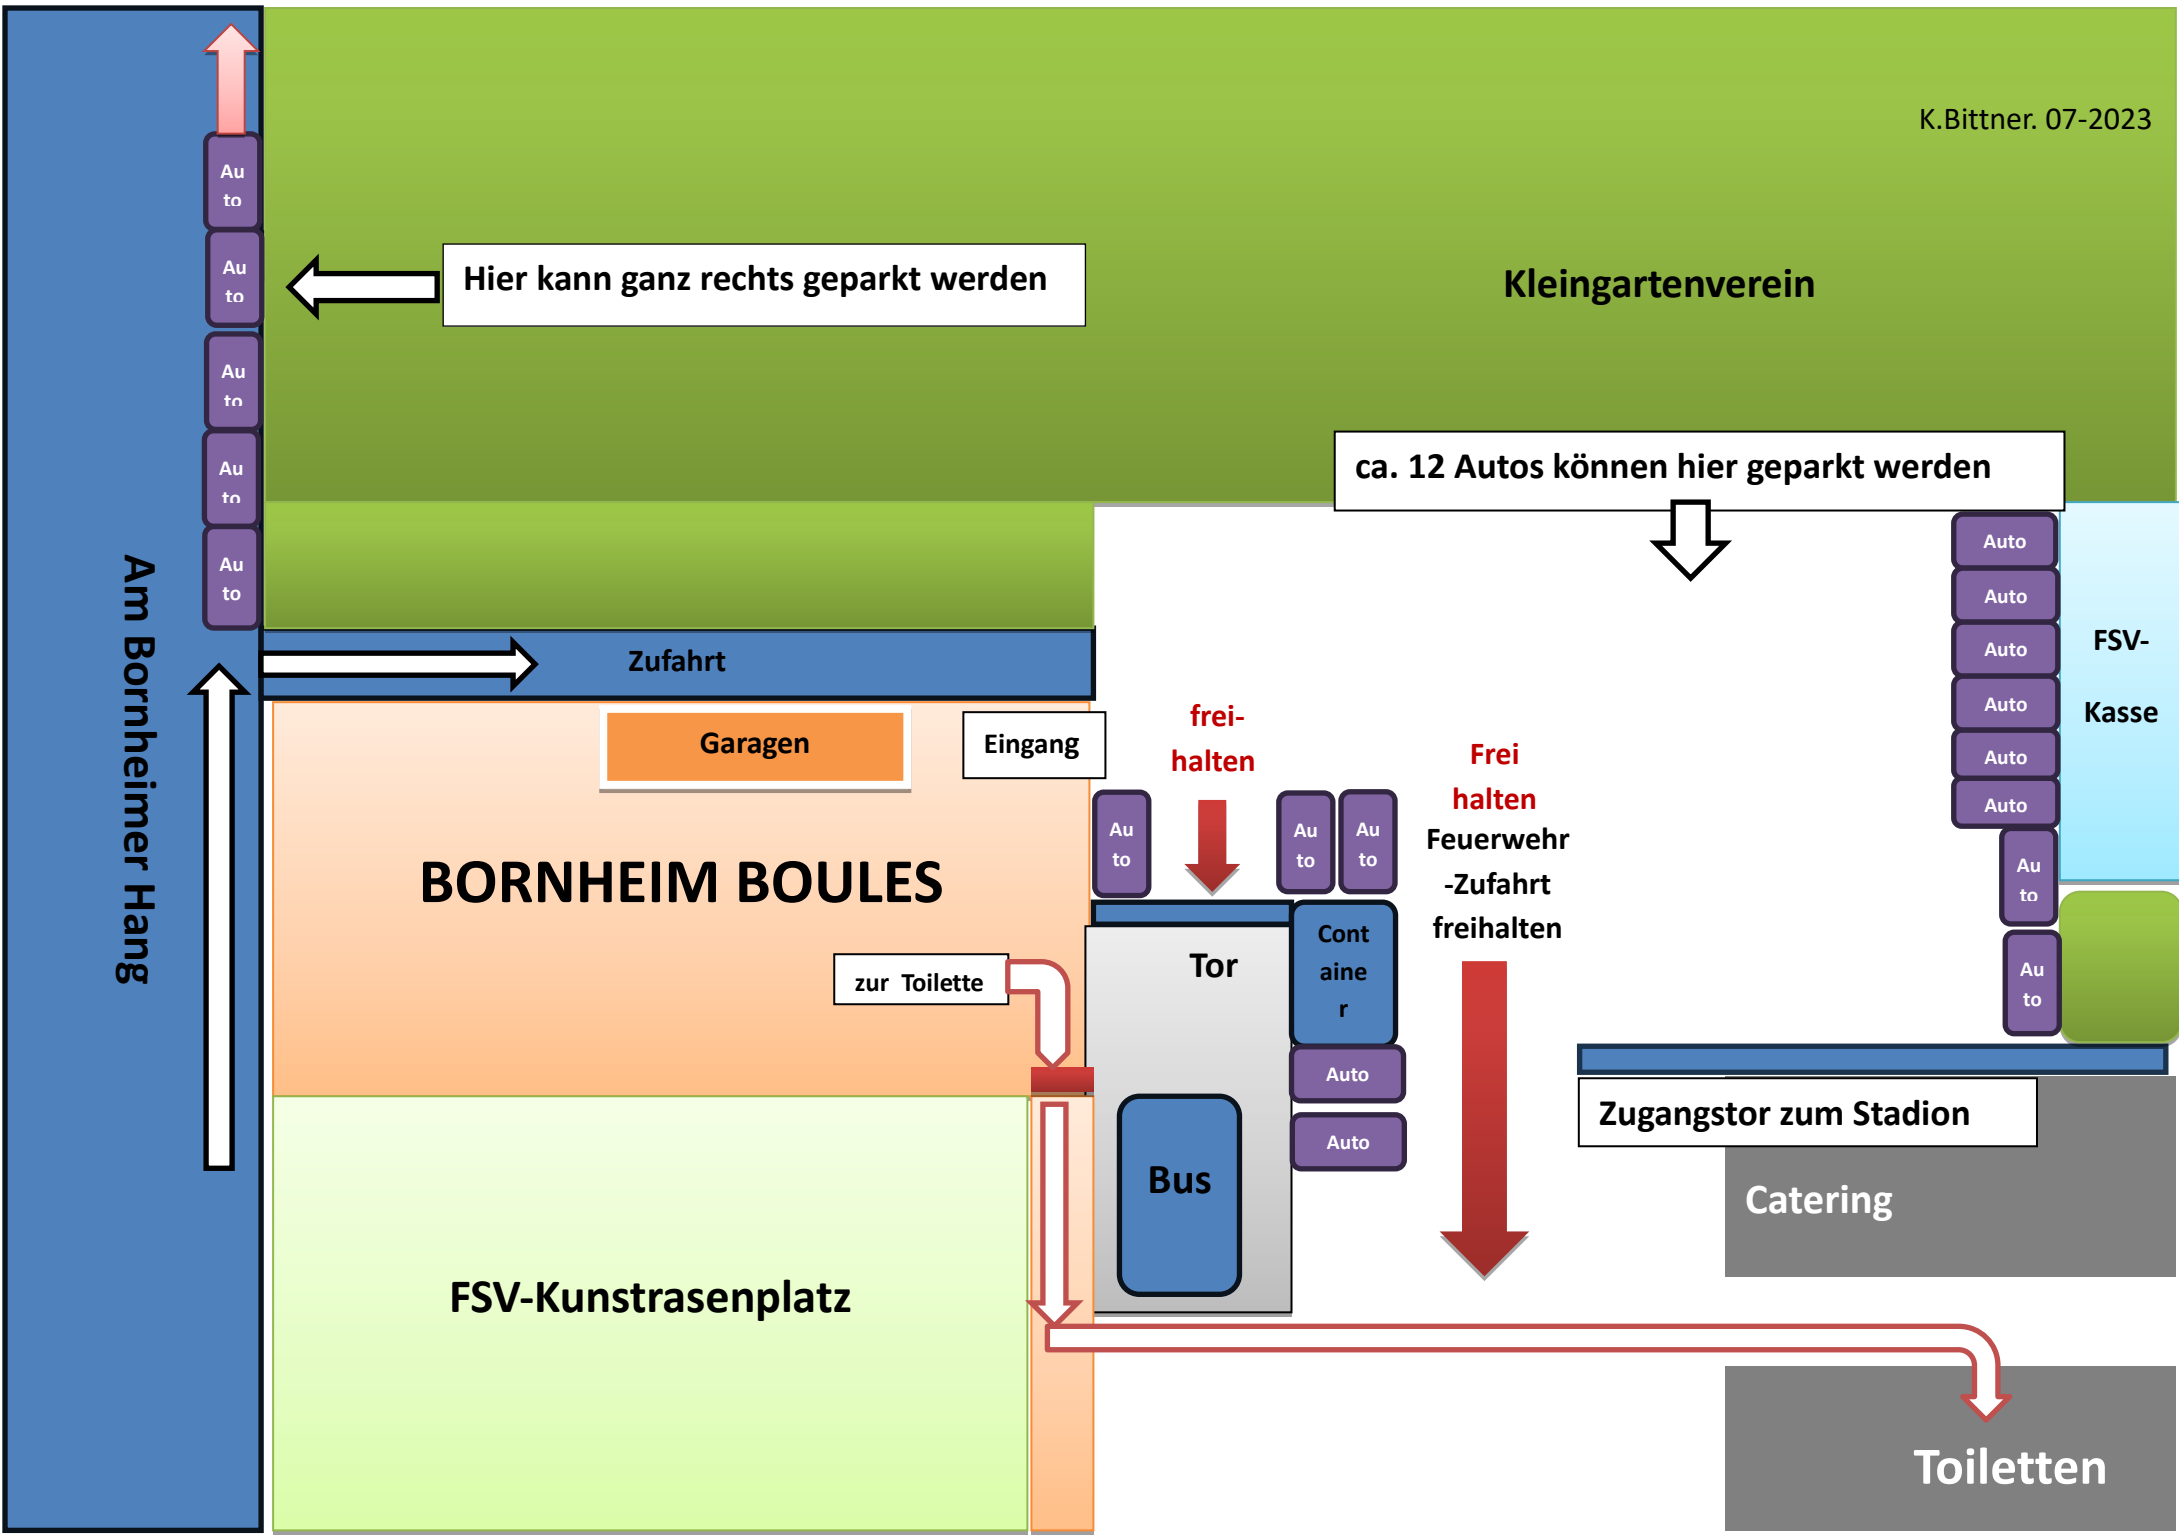 K.Bittner. 07-2023
Au
to
Au
to
Au
to
Au
to
Au
to
Hier kann ganz rechts geparkt werden
Kleingartenverein
ca. 12 Autos können hier geparkt werden
Am Bornheimer Hang
Zufahrt
Garagen
Eingang
BORNHEIM BOULES
zur Toilette
frei-
halten
Frei
halten
Feuerwehr
-Zufahrt
freihalten
Au
to
Au
to
Au
to
Tor
Cont
aine
r
Auto
Auto
Bus
Auto
Auto
Auto
Auto
Auto
Auto
Au
to
Au
to
FSV-
Kasse
Zugangstor zum Stadion
Catering
FSV-Kunstrasenplatz
Toiletten